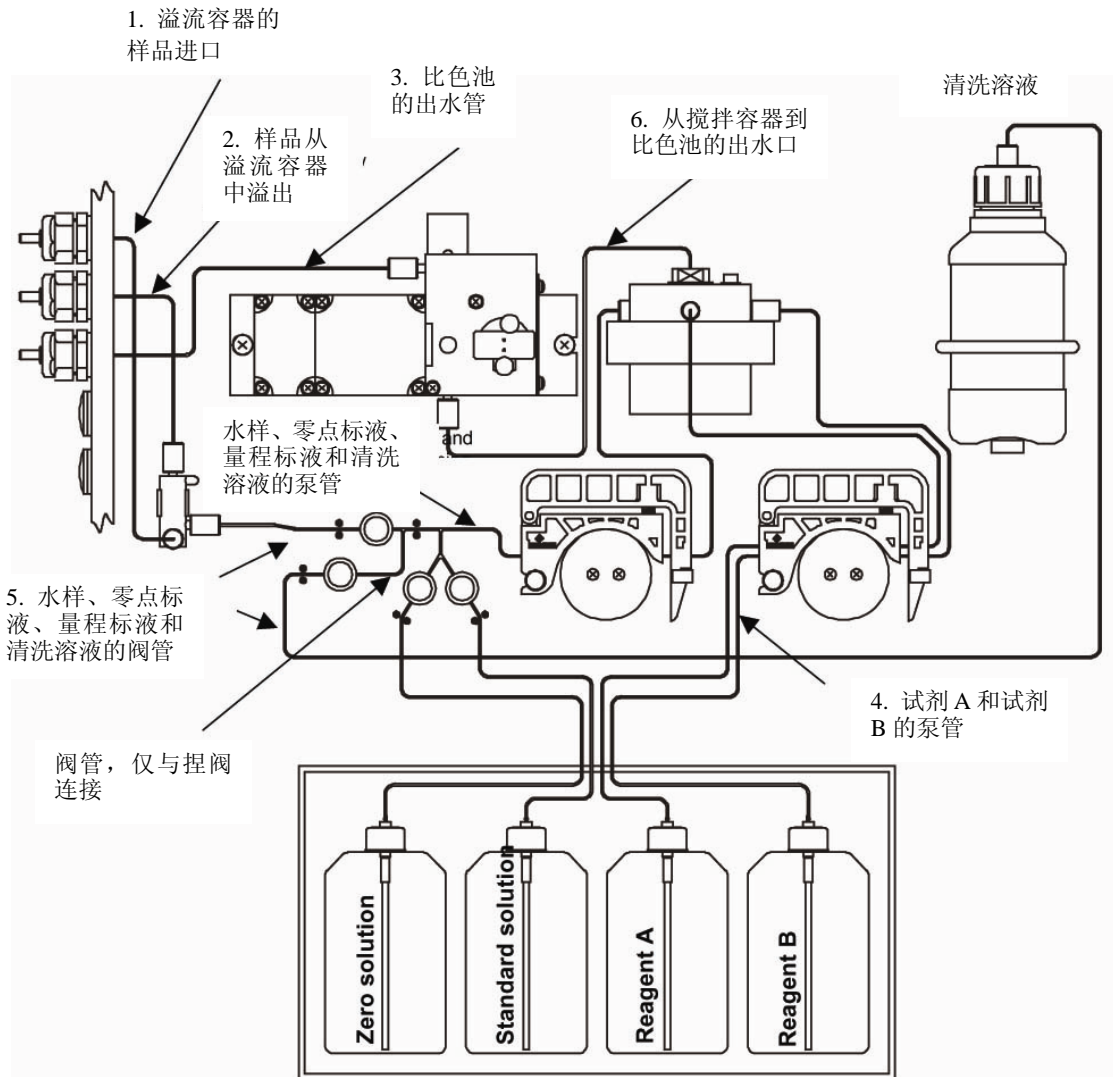 1. 溢流容器的
样品进口
3. 比色池
的出水管
清洗溶液
2. 样品从
溢流容器
中溢出
6. 从搅拌容器到
比色池的出水口
水样、零点标液、
量程标液和清洗
溶液的泵管
and
5. 水样、零点标
液、量程标液和
清洗溶液的阀管
4. 试剂 A 和试剂
B 的泵管
阀管，仅与捏阀
连接
Zero solution
Standard solution
Reagent A
Reagent B